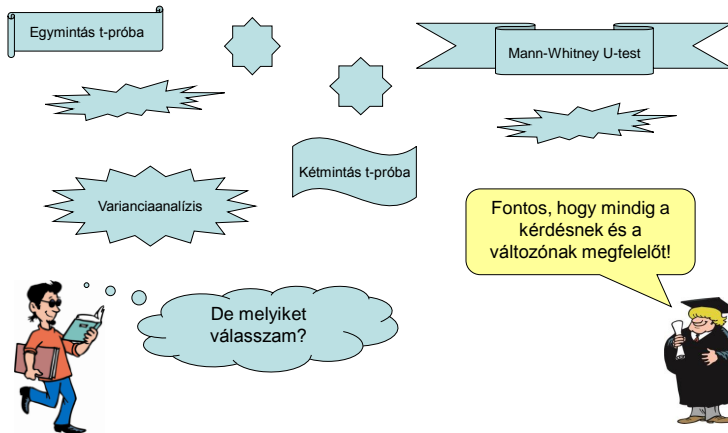 Egymintás t-próba
Mann-Whitney U-test
Kétmintás t-próba
Varianciaanalízis
Fontos, hogy mindig a
kérdésnek és a
változónak megfelelőt!
De melyiket
válasszam?